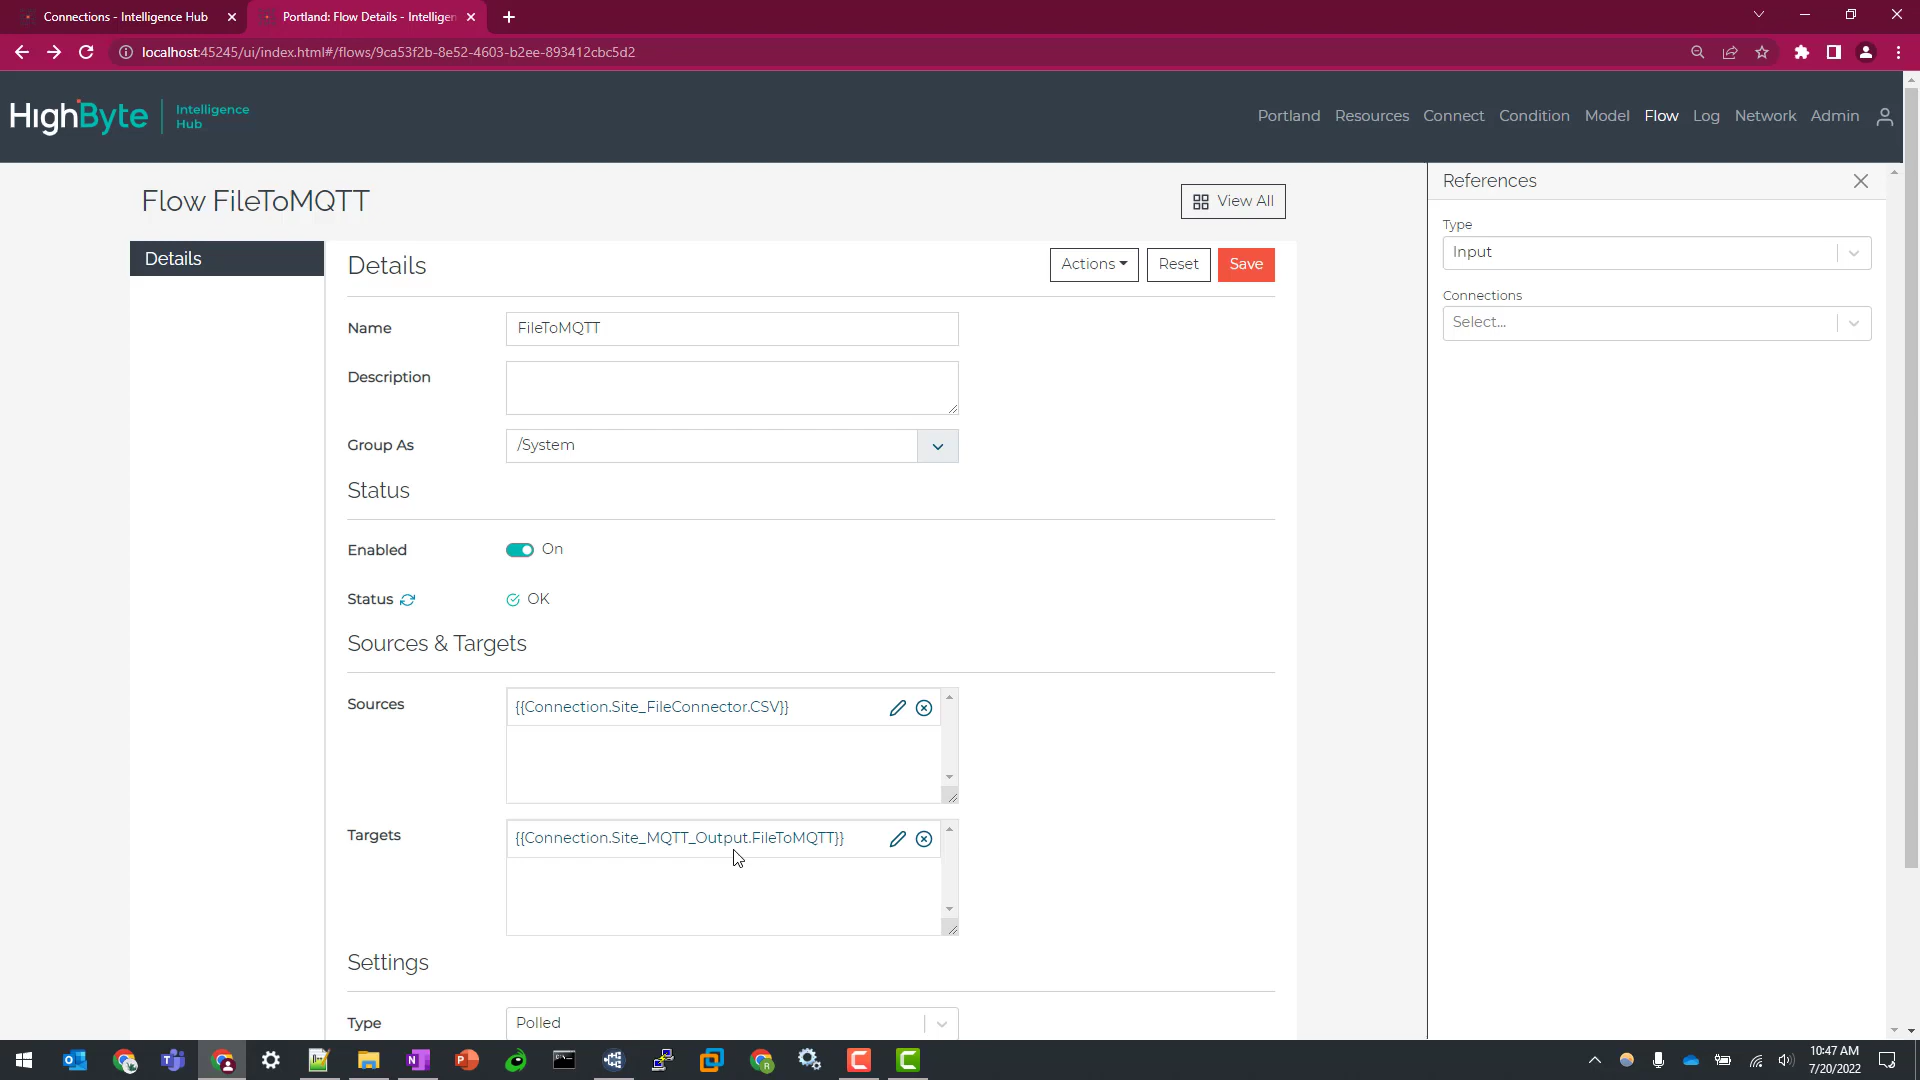 Connections - Intelligence Hub
Portland: Flow Details - Intelligen
localhost:45245/ui/index.html#/flows/9ca53f2b-8e52-4603-b2ee-893412cbc5d2
HighByte
Intelligence
Hub
Portland Resources Connect Condition Model Flow Log Network Admin
Flow FileToMQTT
View All
References
Type
Input
Connections
Select...
Details
Details
Actions
Reset
Save
Name
FileToMQTT
Description
Group As
/System
Status
Enabled
On
Status
OK
Sources & Targets
Sources
{{Connection.Site_FileConnector.CSV}}
Targets
{{Connection.Site_MQTT_Output.FileToMQTT}}
Settings
Type
Polled
10:47 AM
7/20/2022